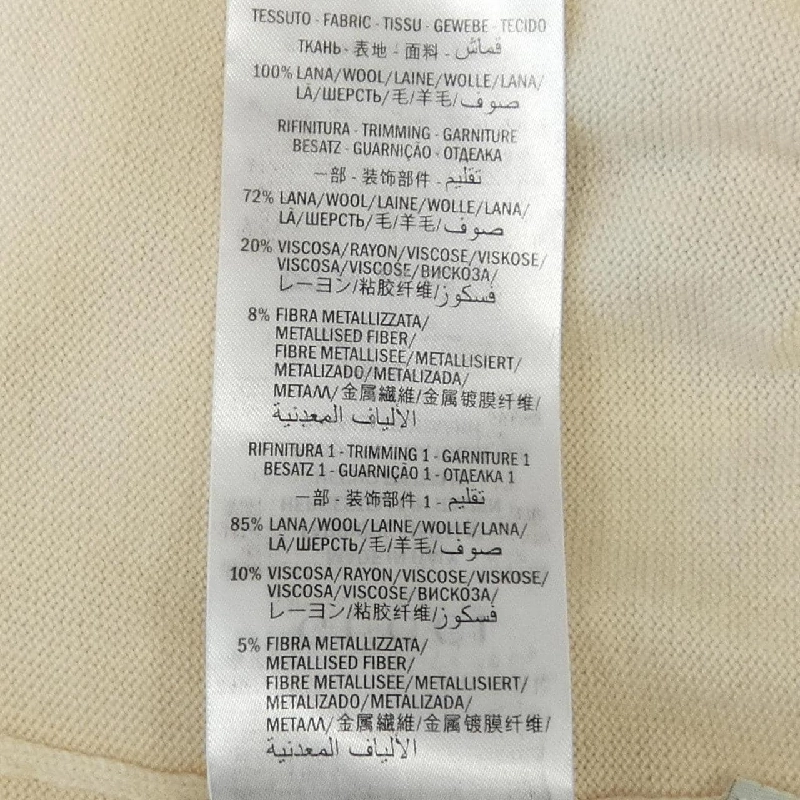 TESSUTO - FABRIC - TISSU - GEWEBE - TECIDO
ТКАНЬ - 表地 - 面料 - قماش
100% LANA/WOOL/LAINE/WOLLE/LANA/
LÃ/ШЕРСТЬ/毛/羊毛/صوف
RIFINITURA - TRIMMING - GARNITURE
BESATZ - GUARNIÇÃO - ОТДЕЛКА
一部 - 装饰部件 - تقليم
72% LANA/WOOL/LAINE/WOLLE/LANA/
LÃ/ШЕРСТЬ/毛/羊毛/صوف
20% VISCOSA/RAYON/VISCOSE/VISKOSE/
VISCOSA/VISCOSE/ВИСКОЗА/
レーヨン/粘胶纤维/فسكوز
8% FIBRA METALLIZZATA/
METALLISED FIBER/
FIBRE METALLISEE/METALLISIERT/
METALIZADO/METALIZADA/
МЕТАЛЛ/金属繊維/金属镀膜纤维/
الألياف المعدنية
RIFINITURA 1 - TRIMMING 1 - GARNITURE 1
BESATZ 1 - GUARNIÇÃO 1 - ОТДЕЛКА 1
一部 - 装饰部件 1 - تقليم
85% LANA/WOOL/LAINE/WOLLE/LANA/
LÃ/ШЕРСТЬ/毛/羊毛/صوف
10% VISCOSA/RAYON/VISCOSE/VISKOSE/
VISCOSA/VISCOSE/ВИСКОЗА/
レーヨン/粘胶纤维/فسكوز
5% FIBRA METALLIZZATA/
METALLISED FIBER/
FIBRE METALLISEE/METALLISIERT/
METALIZADO/METALIZADA/
МЕТАЛЛ/金属繊維/金属镀膜纤维/
الألياف المعدنية